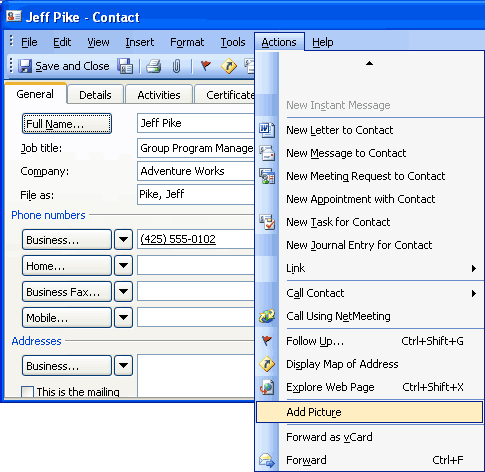 Jeff Pike - Contact
File Edit View Insert Format Tools Actions Help
Save and Close
General Details Activities Certificate
Full Name... Jeff Pike
Job title: Group Program Manage
Company: Adventure Works
File as: Pike, Jeff
Phone numbers
Business... (425) 555-0102
Home...
Business Fax...
Mobile...
Addresses
Business...
This is the mailing
New Instant Message
New Letter to Contact
New Message to Contact
New Meeting Request to Contact
New Appointment with Contact
New Task for Contact
New Journal Entry for Contact
Link
Call Contact
Call Using NetMeeting
Follow Up... Ctrl+Shift+G
Display Map of Address
Explore Web Page Ctrl+Shift+X
Add Picture
Forward as vCard
Forward Ctrl+F